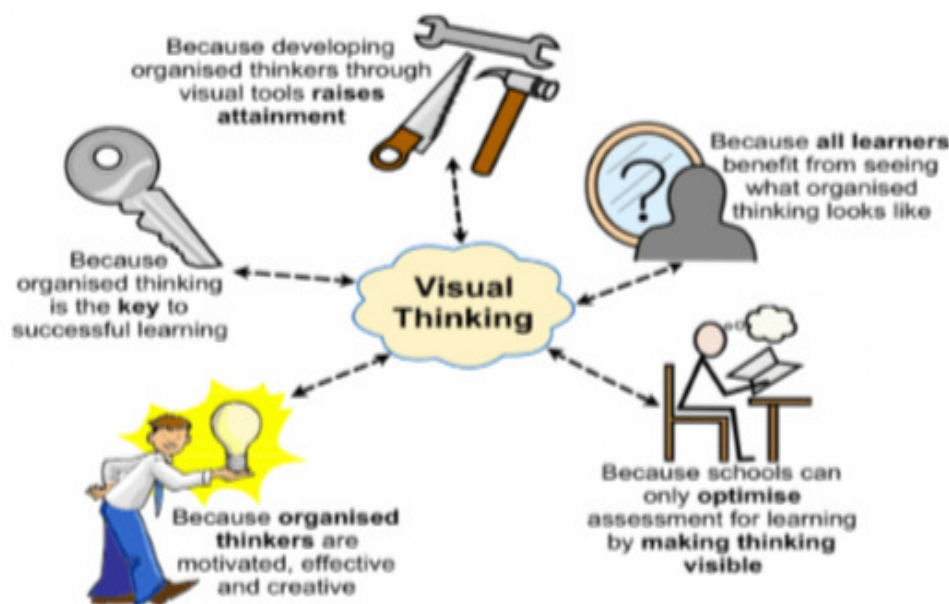 Because developing
organised thinkers through
visual tools raises
attainment
Because all learners
benefit from seeing
what organised
thinking looks like
?
Because
organised thinking
is the key to
successful learning
Visual
Thinking
Because organised
thinkers are
motivated, effective
and creative
Because schools can
only optimise
assessment for learning
by making thinking
visible